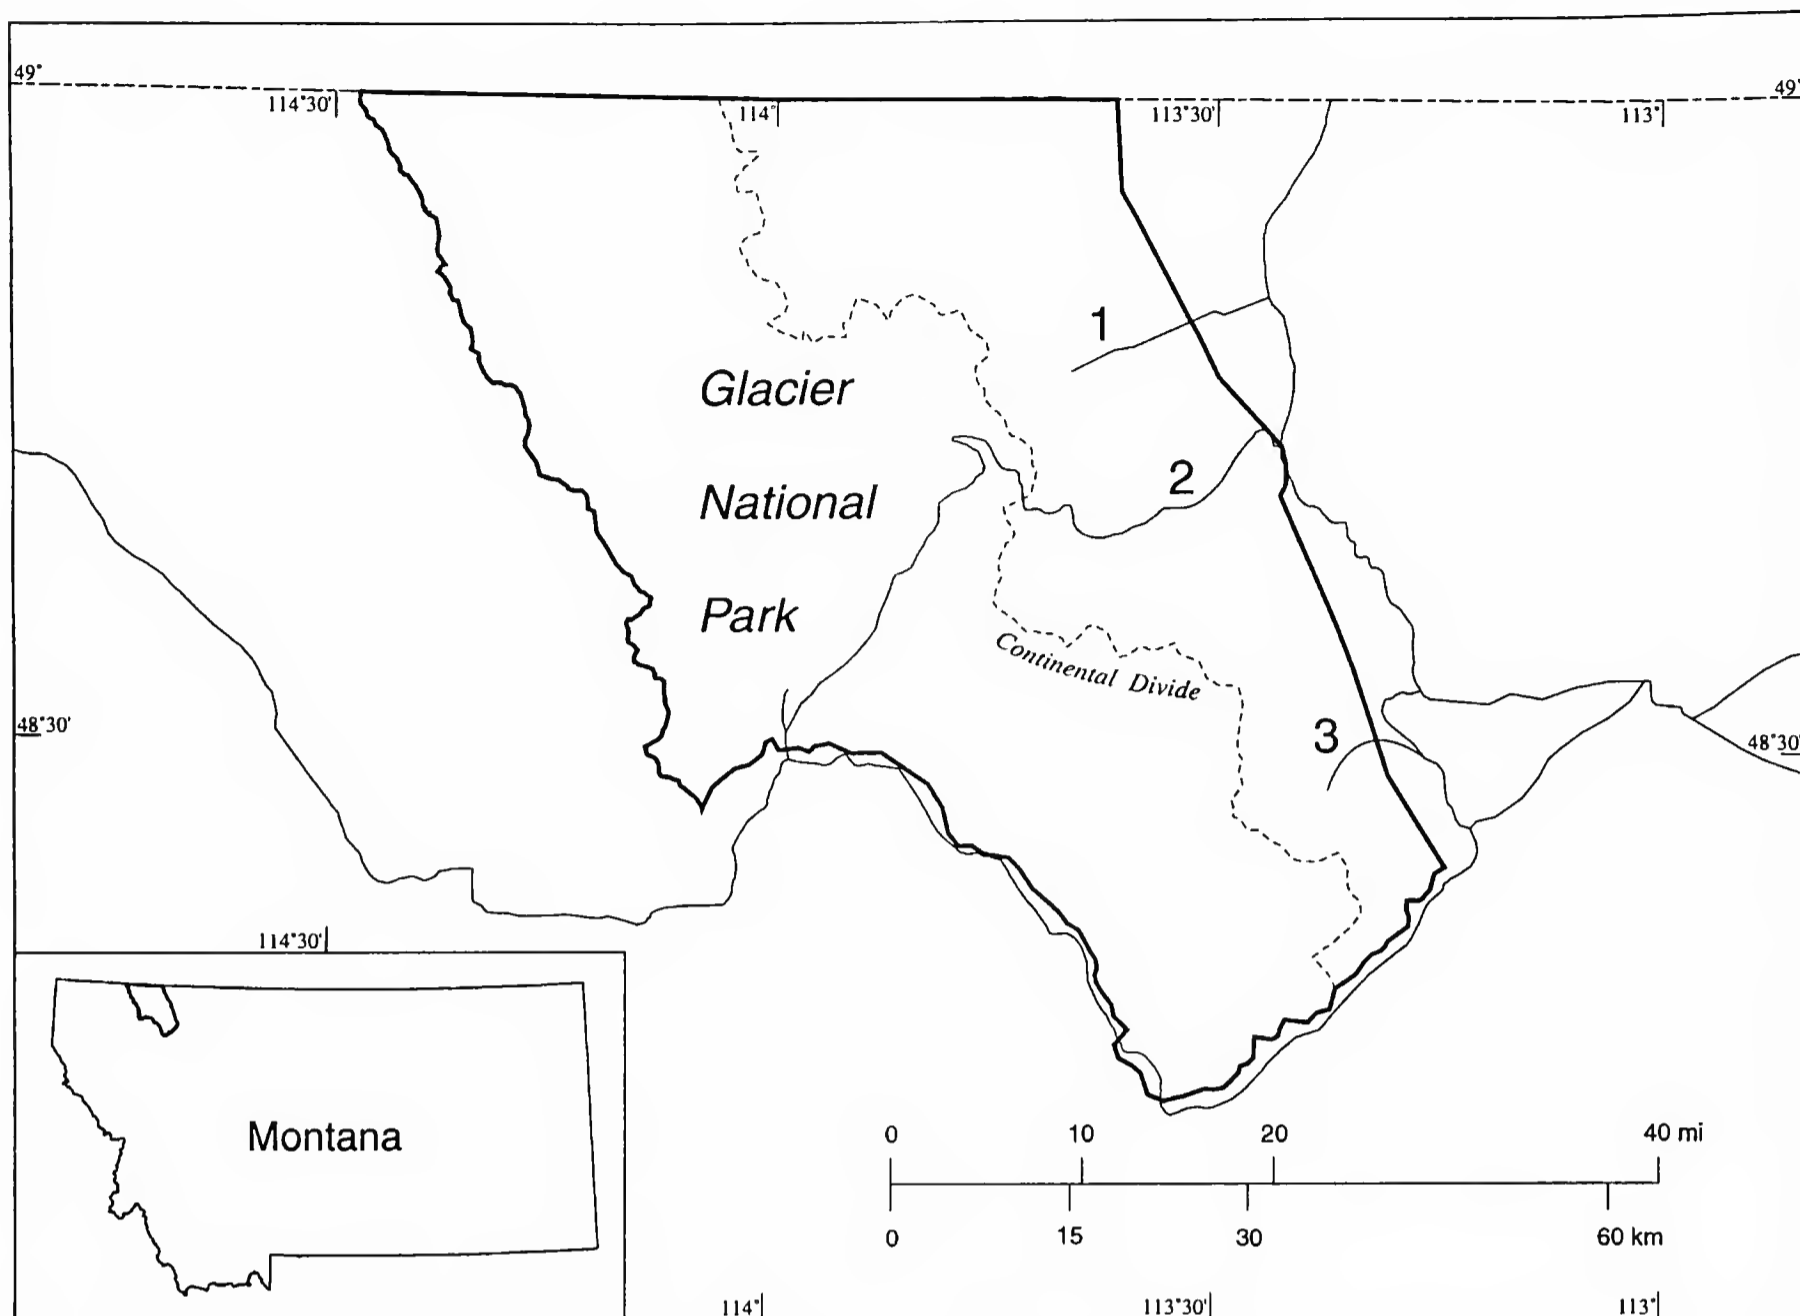 49°
49°
114°30'
114°
113°30'
113°
1
Glacier
2
National
Park
Continental Divide
48°30'
3
48°30'
114°30'
Montana
0 10 20 40 mi
0 15 30 60 km
114°
113°30'
113°